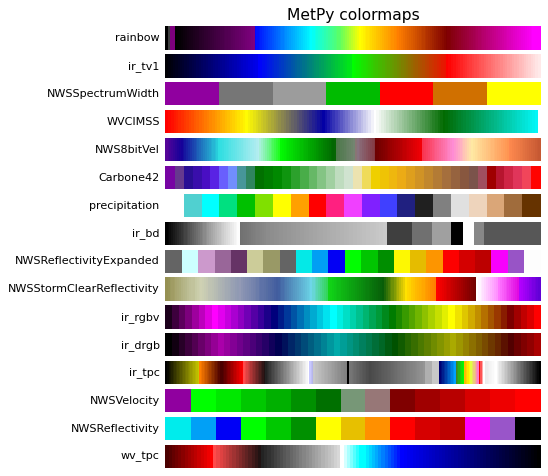 MetPy colormaps
rainbow
ir_tv1
NWSSpectrumWidth
WVCIMSS
NWS8bitVel
Carbone42
precipitation
ir_bd
NWSReflectivityExpanded
NWSStormClearReflectivity
ir_rgbv
ir_drgb
ir_tpc
NWSVelocity
NWSReflectivity
wv_tpc